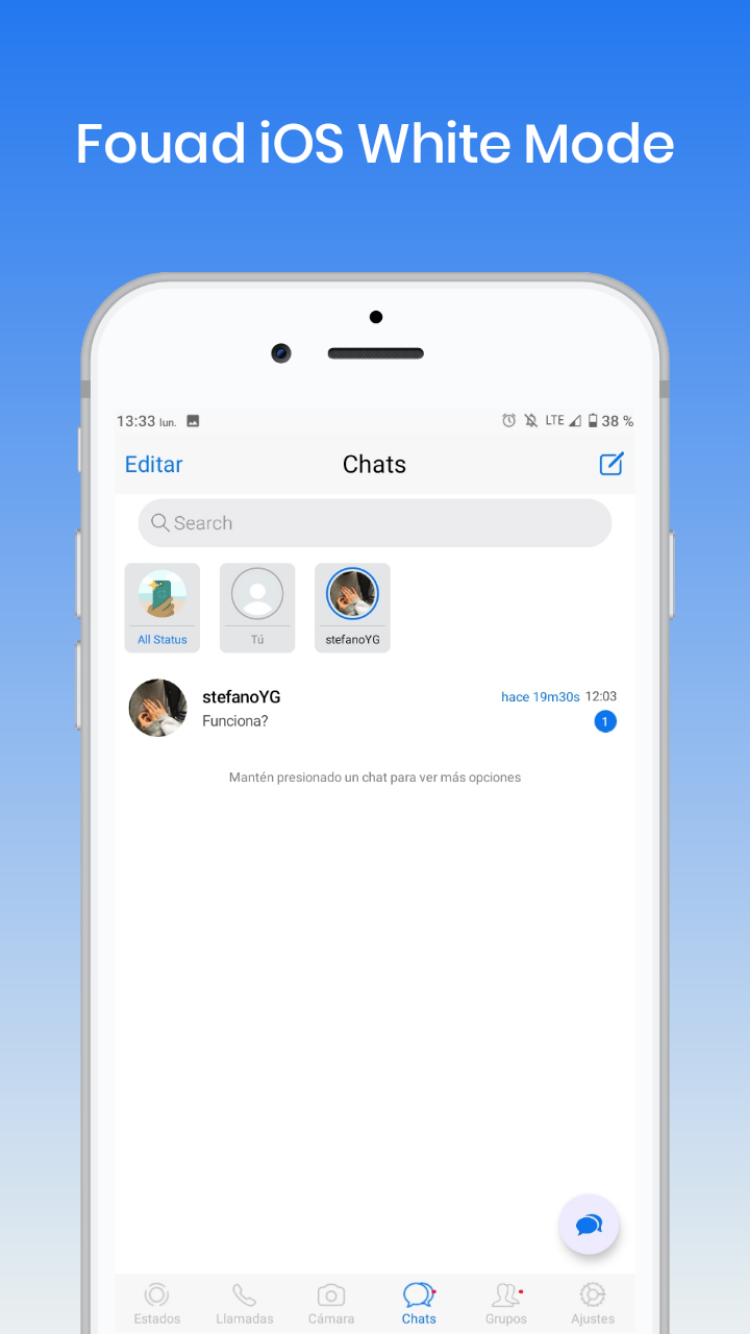 Fouad iOS White Mode
13:33 lun.
LTE 38 %
Editar
Chats
Search
All Status
Tú
stefanoYG
stefanoYG
hace 19m30s 12:03
Funciona?
1
Mantén presionado un chat para ver más opciones
Estados
Llamadas
Cámara
Chats
Grupos
Ajustes